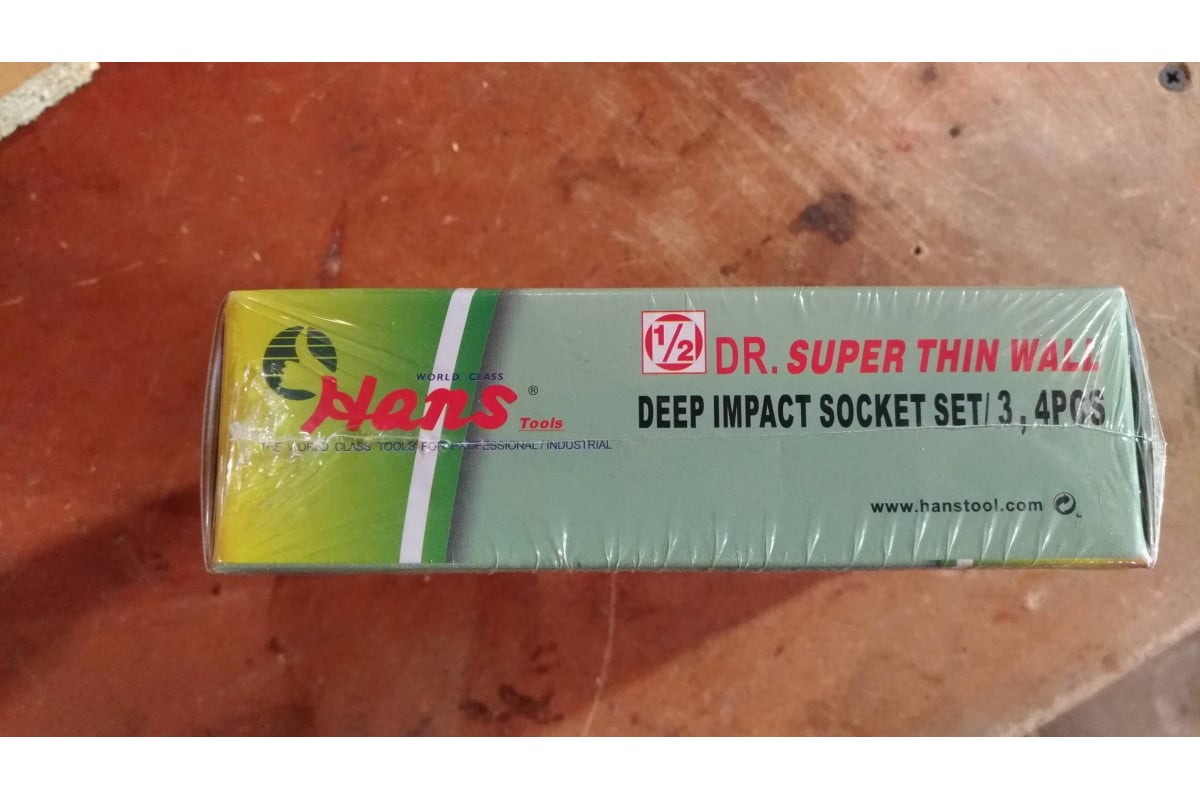 WORLD CLASS
Hans ®
Tools
THE WORLD CLASS TOOLS FOR PROFESSIONAL / INDUSTRIAL
1/2 DR. SUPER THIN WALL
DEEP IMPACT SOCKET SET/ 3 , 4PCS
www.hanstool.com